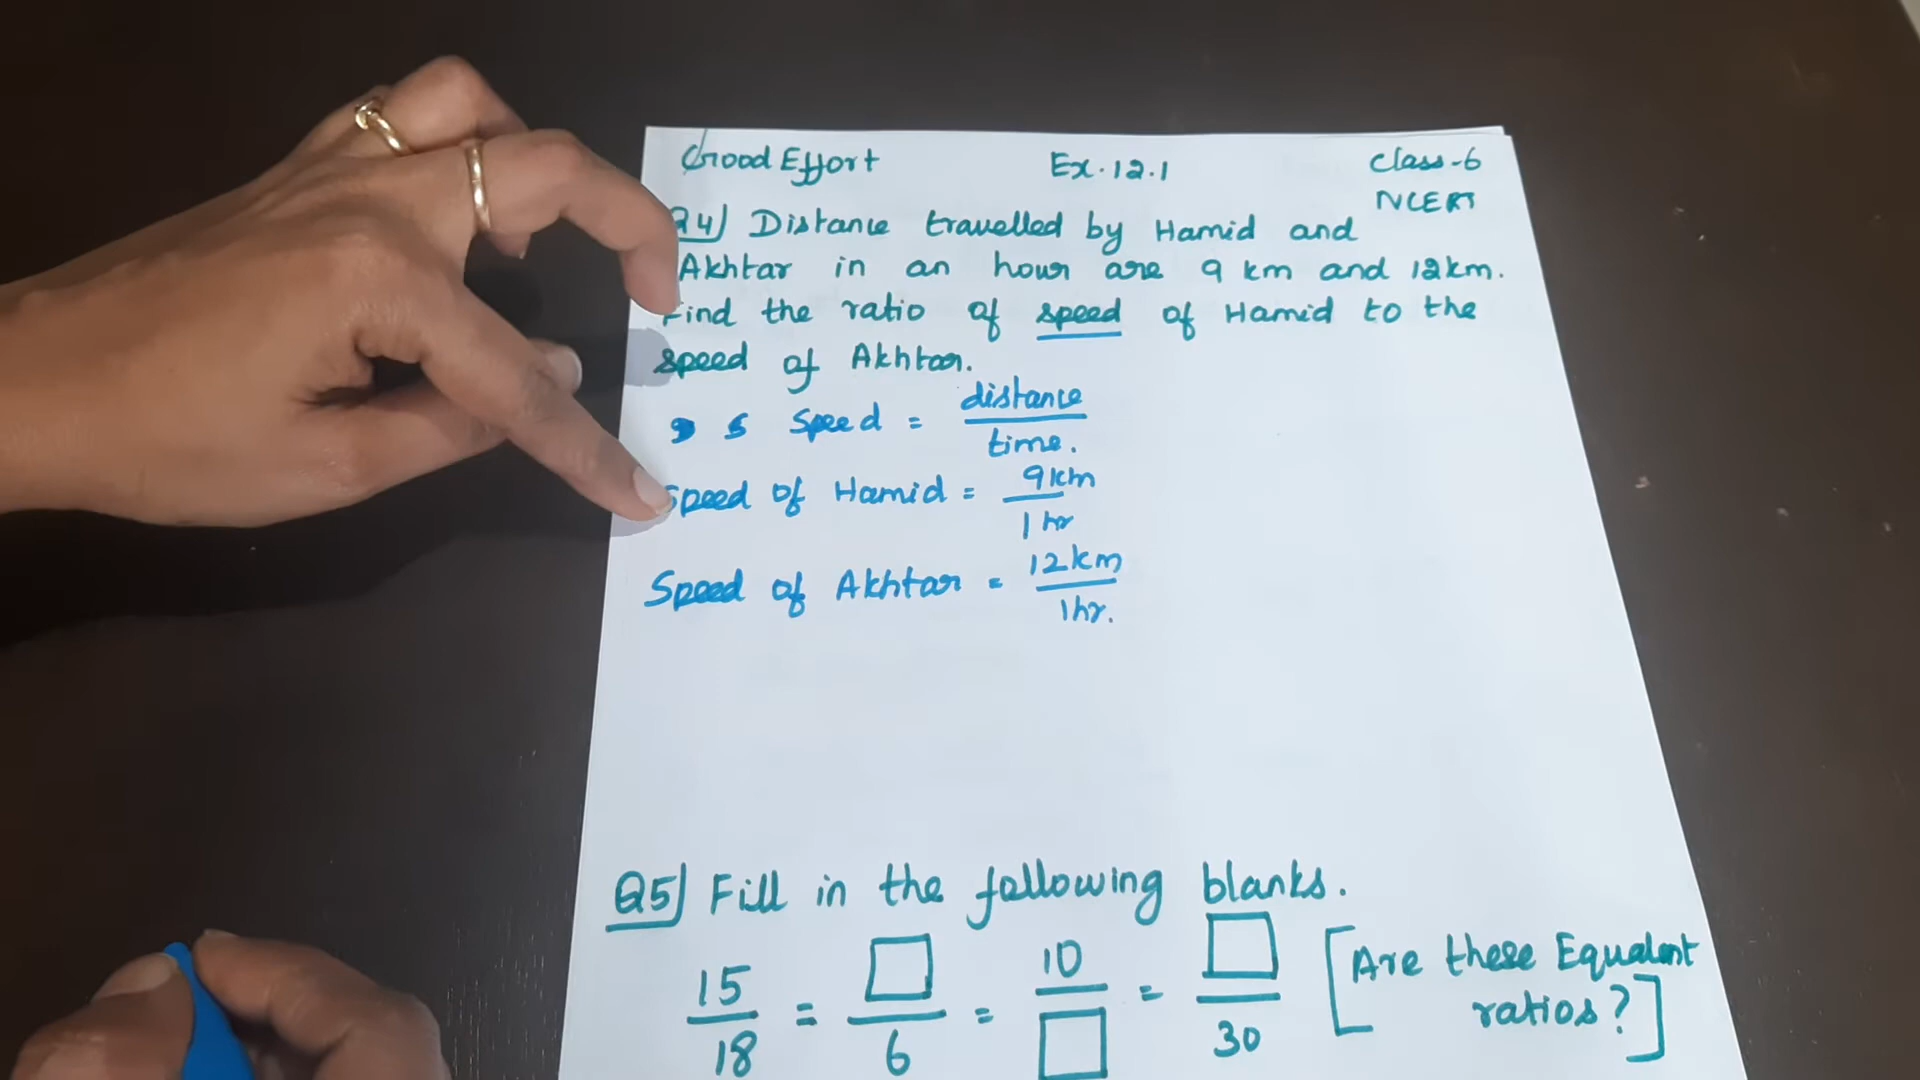 Good Effort Ex.12.1 Class-6
NCERT
Q4) Distance travelled by Hamid and
Akhtar in an hour are 9 km and 12km.
Find the ratio of speed of Hamid to the
speed of Akhtar.
s Speed = distance / time.
Speed of Hamid = 9km / 1 hr
Speed of Akhtar = 12km / 1hr.
Q5) Fill in the following blanks.
15/18 = □/6 = 10/□ = □/30 [Are these Equalent
ratios?]